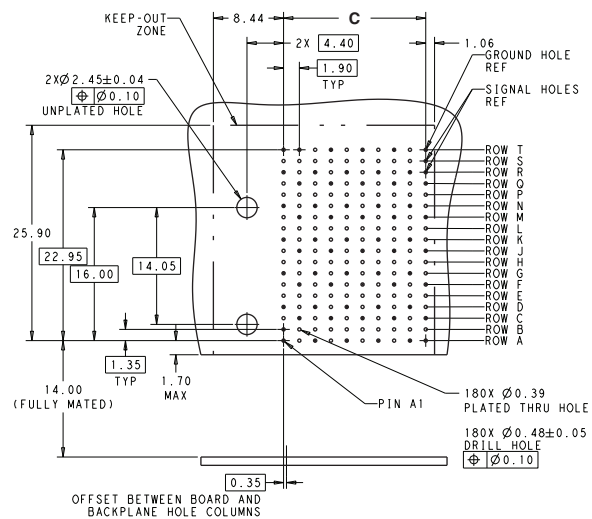 KEEP-OUT
ZONE
8.44
C
2X 4.40
1.06
1.90
TYP
GROUND HOLE
REF
SIGNAL HOLES
REF
2XØ2.45±0.04
⌖ Ø0.10
UNPLATED HOLE
ROW T
ROW S
ROW R
ROW Q
ROW P
ROW N
ROW M
ROW L
ROW K
ROW J
ROW H
ROW G
ROW F
ROW E
ROW D
ROW C
ROW B
ROW A
25.90
22.95
16.00
14.05
1.35
TYP
1.70
MAX
14.00
(FULLY MATED)
PIN A1
180X Ø0.39
PLATED THRU HOLE
180X Ø0.48±0.05
DRILL HOLE
⌖ Ø0.10
0.35
OFFSET BETWEEN BOARD AND
BACKPLANE HOLE COLUMNS